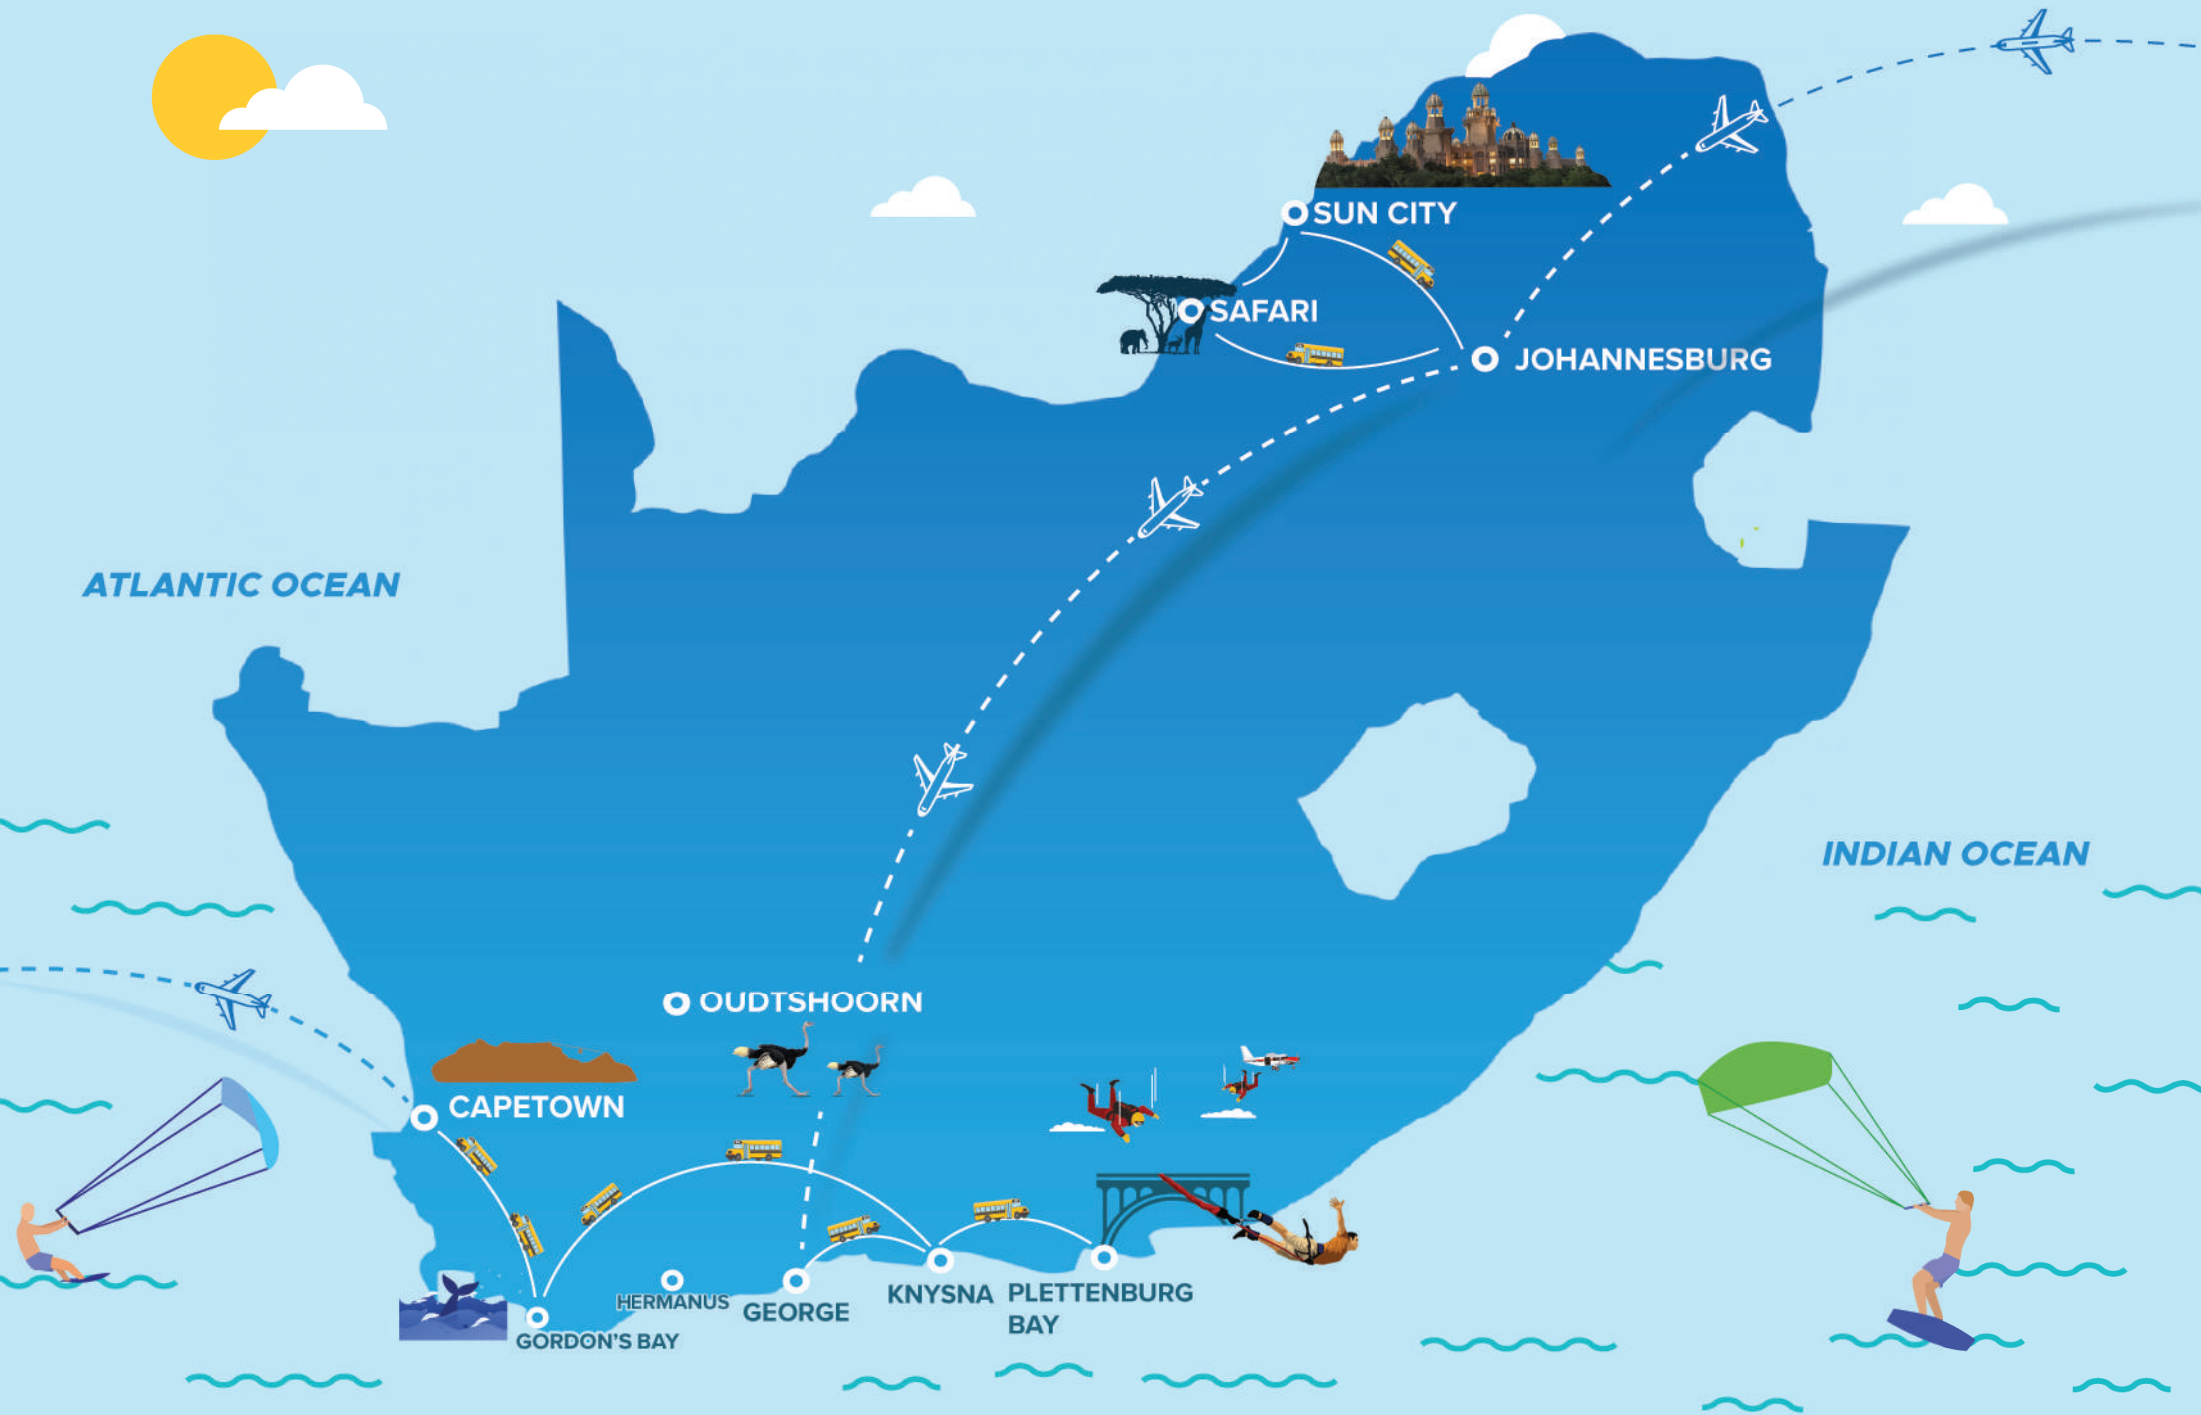 SUN CITY
SAFARI
JOHANNESBURG
ATLANTIC OCEAN
INDIAN OCEAN
OUDTSHOORN
CAPETOWN
HERMANUS
GEORGE
KNYSNA
PLETTENBURG
BAY
GORDON'S BAY